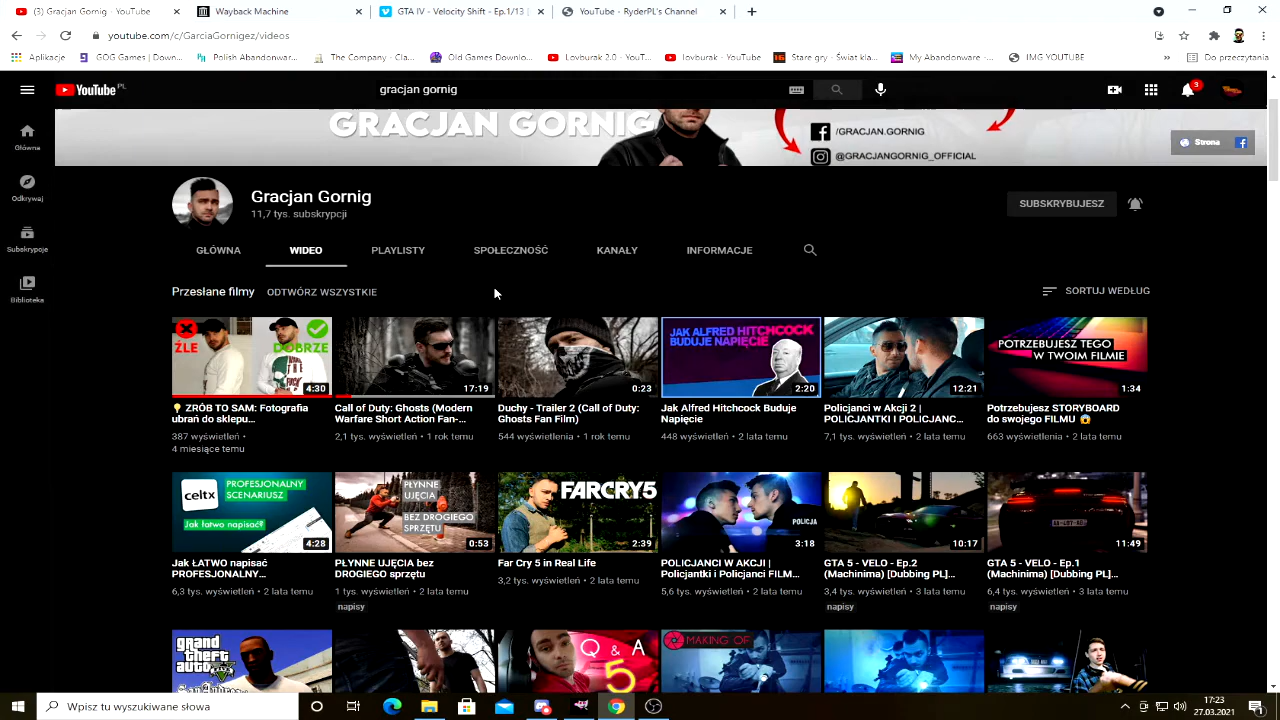 (3) Gracjan Gornig - YouTube
Wayback Machine
GTA IV - Velocity Shift - Ep.1/13 [
YouTube - RyderPL's Channel
youtube.com/c/GarciaGornigez/videos
Aplikacje
GOG Games | Down...
Polish Abandonwar...
The Company - Cla...
Old Games | Down...
Lovburak 2.0 - YouT...
lovburak - YouTube
Stare gry - Świat kla...
My Abandonware -...
IMG YOUTUBE
»
Do przeczytania
YouTube PL
gracjan gornig
3
GRACJAN GORNIG
/GRACJAN.GORNIG
@GRACJANGORNIG_OFFICIAL
Strona
Główna
Odkrywaj
Subskrypcje
Biblioteka
Gracjan Gornig
11,7 tys. subskrypcji
SUBSKRYBUJESZ
GŁÓWNA
WIDEO
PLAYLISTY
SPOŁECZNOŚĆ
KANAŁY
INFORMACJE
Przesłane filmy
ODTWÓRZ WSZYSTKIE
SORTUJ WEDŁUG
ŹLE
DOBRZE
4:30
17:19
0:23
JAK ALFRED HITCHCOCK
BUDUJE NAPIĘCIE
2:20
12:21
POTRZEBUJESZ TEGO
W TWOIM FILMIE
1:34
💡 ZRÓB TO SAM: Fotografia
ubrań do sklepu...
387 wyświetleń •
4 miesiące temu
Call of Duty: Ghosts (Modern
Warfare Short Action Fan-...
2,1 tys. wyświetleń • 1 rok temu
Duchy - Trailer 2 (Call of Duty:
Ghosts Fan Film)
544 wyświetlenia • 1 rok temu
Jak Alfred Hitchcock Buduje
Napięcie
448 wyświetleń • 2 lata temu
Policjanci w Akcji 2 |
POLICJANTKI I POLICJANC...
7,1 tys. wyświetleń • 2 lata temu
Potrzebujesz STORYBOARD
do swojego FILMU 😱
663 wyświetlenia • 2 lata temu
celtx
PROFESJONALNY
SCENARIUSZ
Jak łatwo napisać?
4:28
PŁYNNE
UJĘCIA
BEZ DROGIEGO
SPRZĘTU
0:53
FARCRY5
2:39
POLICJA
3:18
10:17
11:49
Jak ŁATWO napisać
PROFESJONALNY...
6,3 tys. wyświetleń • 2 lata temu
PŁYNNE UJĘCIA bez
DROGIEGO sprzętu
1 tys. wyświetleń • 2 lata temu
napisy
Far Cry 5 in Real Life
3,2 tys. wyświetleń • 2 lata temu
POLICJANCI W AKCJI |
Policjantki i Policjanci FILM...
5,6 tys. wyświetleń • 2 lata temu
GTA 5 - VELO - Ep.2
(Machinima) [Dubbing PL]...
3,4 tys. wyświetleń • 3 lata temu
napisy
GTA 5 - VELO - Ep.1
(Machinima) [Dubbing PL]...
6,4 tys. wyświetleń • 3 lata temu
napisy
grand
theft
auto
V
Q & A
5
MAKING OF
Wpisz tu wyszukiwane słowa
17:23
27.03.2021